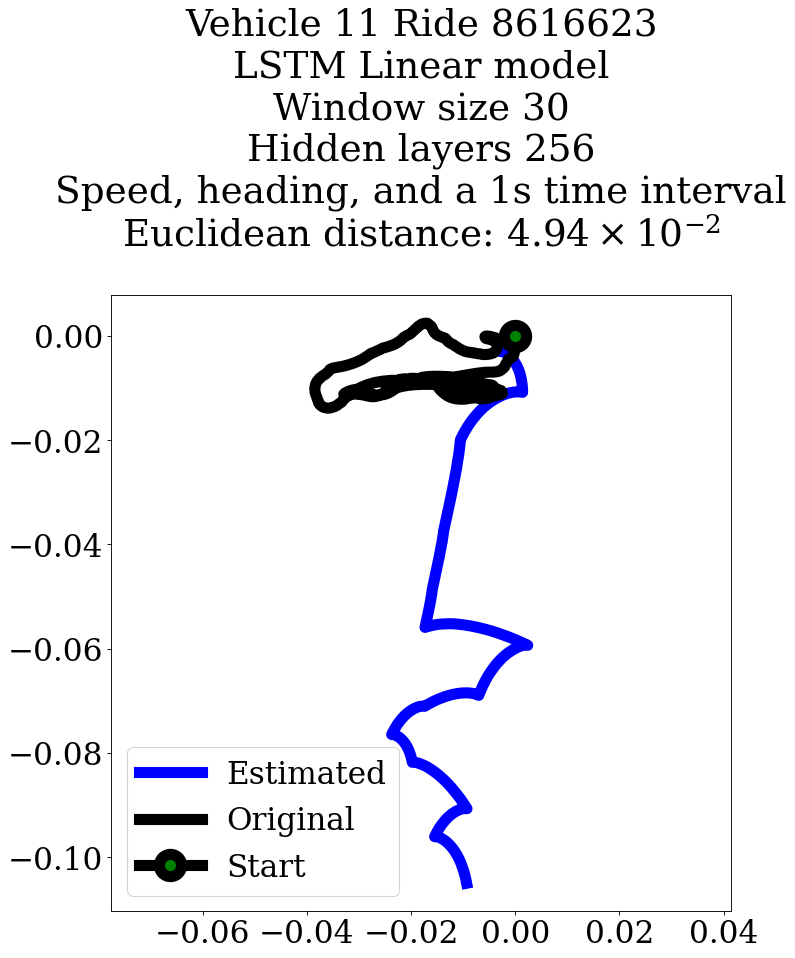 Vehicle 11 Ride 8616623
LSTM Linear model
Window size 30
Hidden layers 256
Speed, heading, and a 1s time interval
Euclidean distance: 4.94 × 10⁻²
0.00
−0.02
−0.04
−0.06
−0.08
−0.10
Estimated
Original
Start
−0.06 −0.04 −0.02 0.00 0.02 0.04